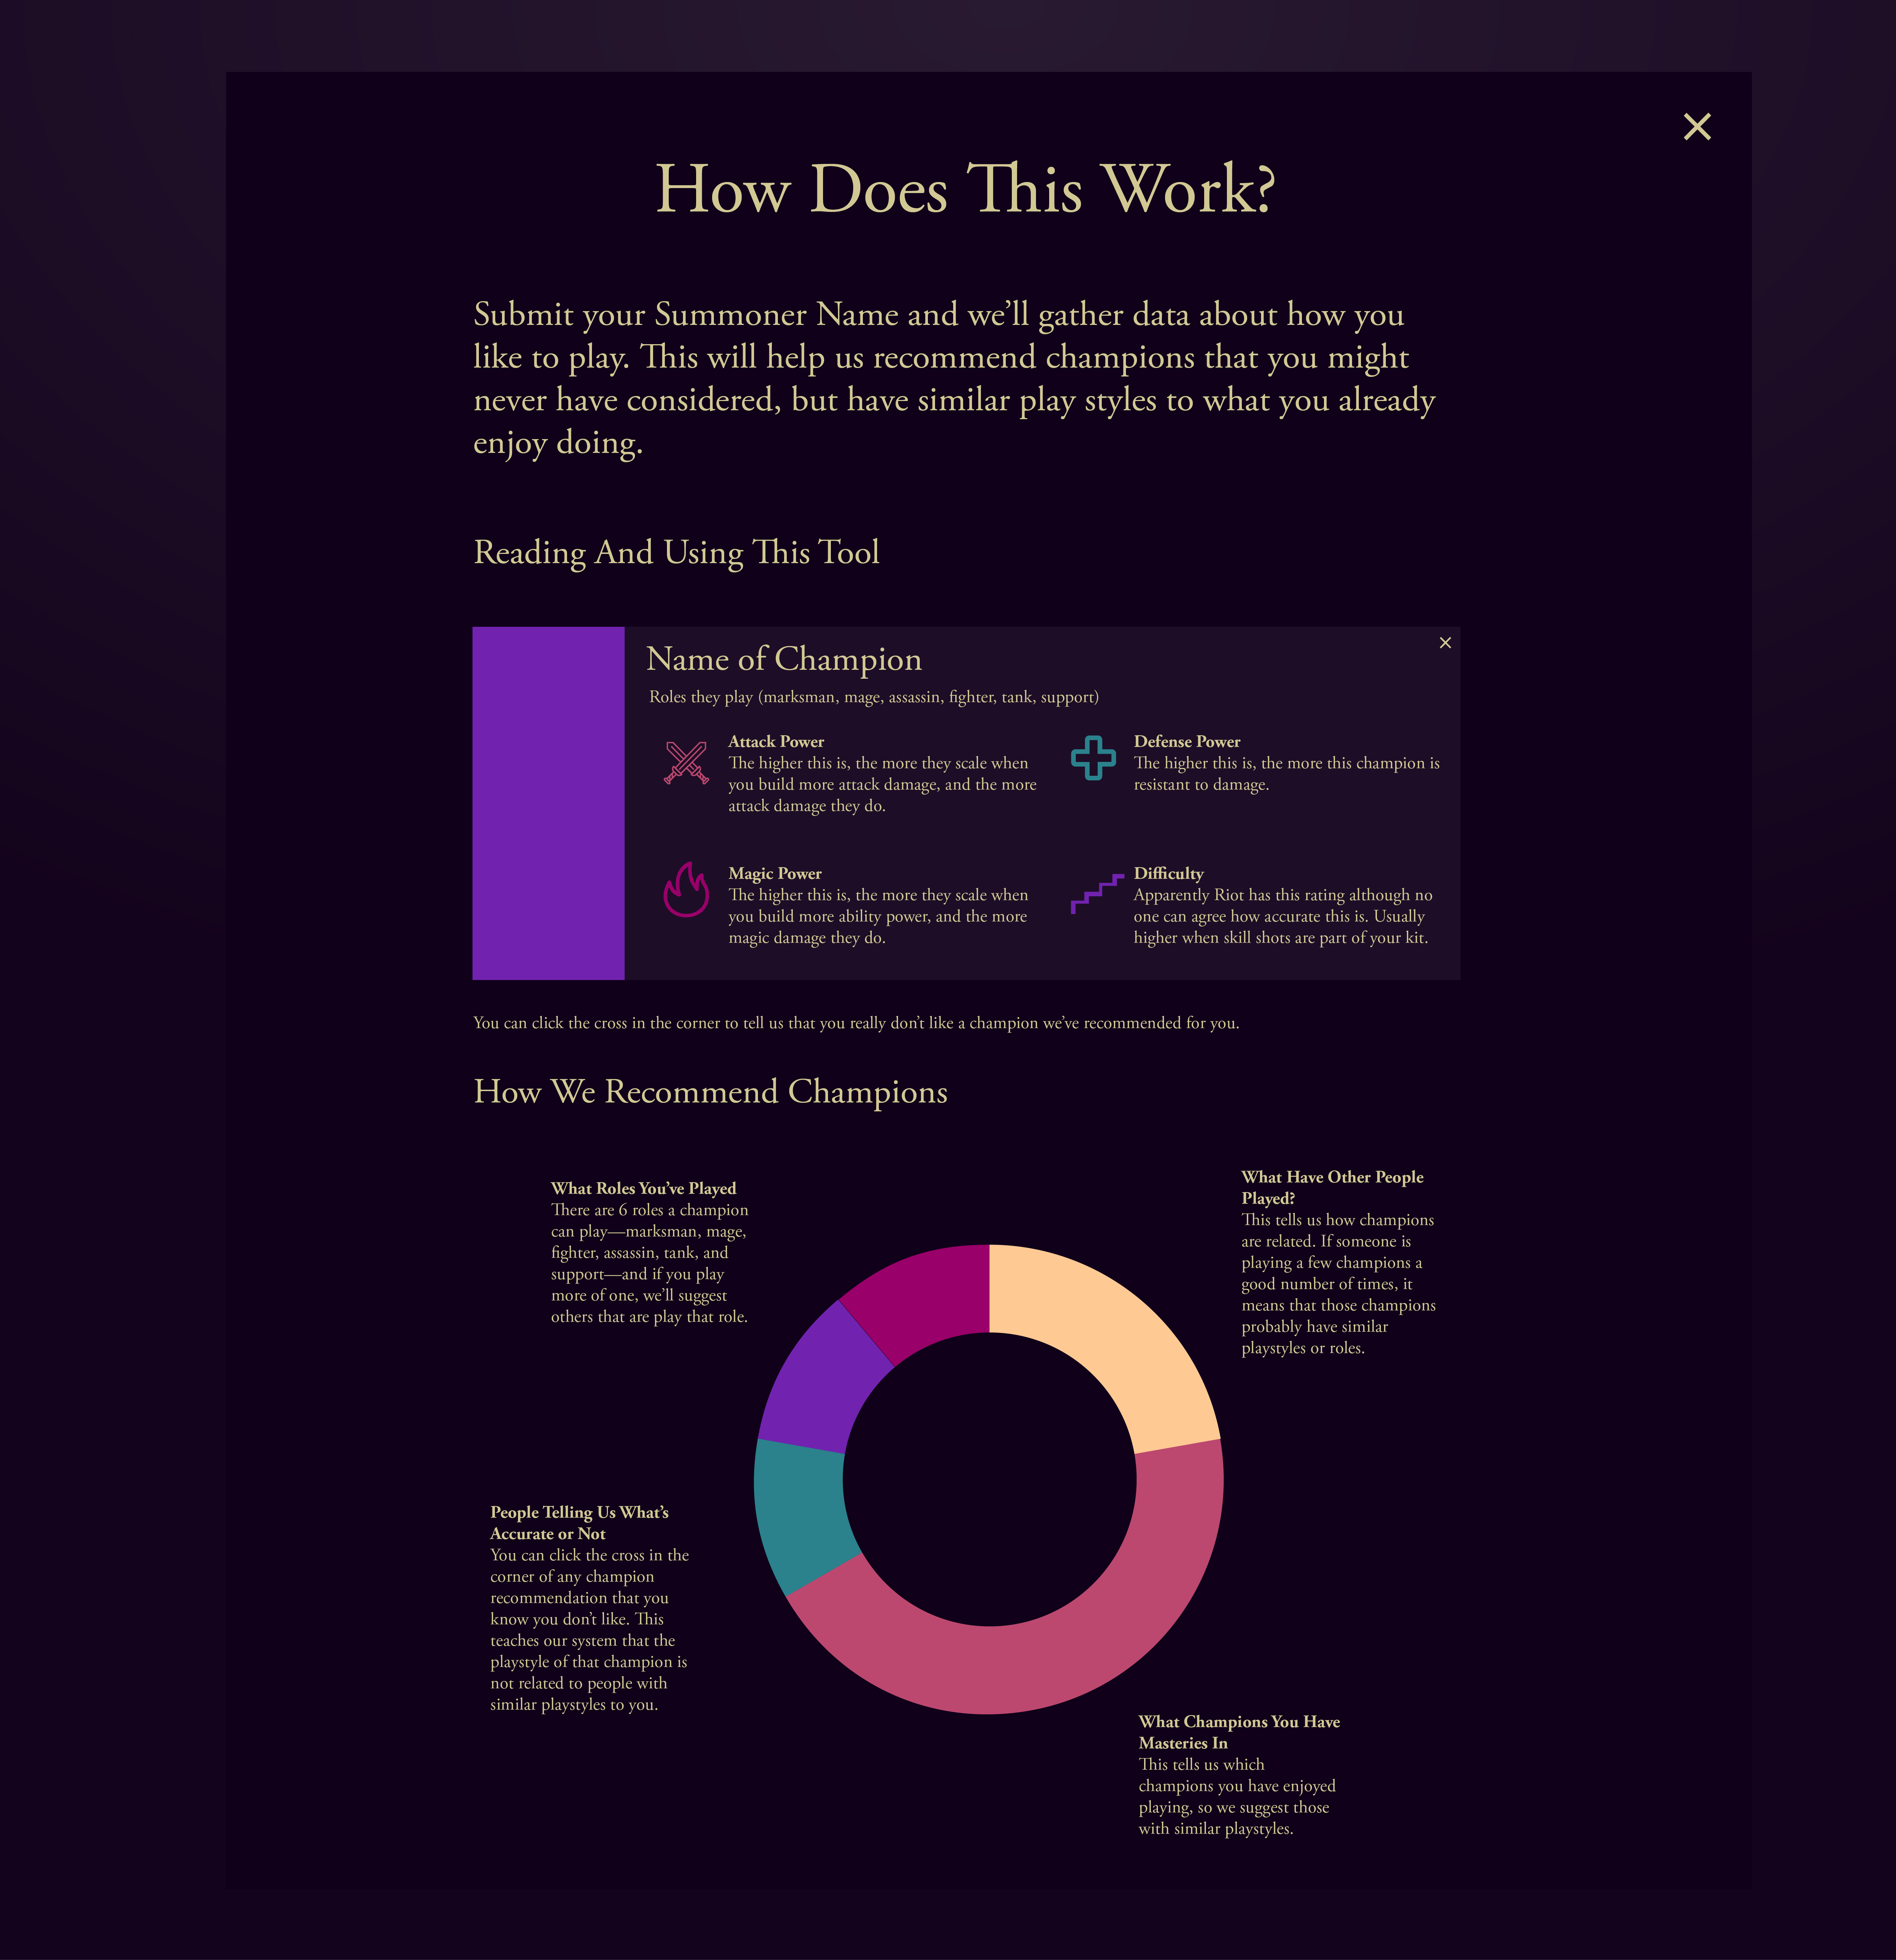 How Does This Work?
Submit your Summoner Name and we’ll gather data about how you
like to play. This will help us recommend champions that you might
never have considered, but have similar play styles to what you already
enjoy doing.
Reading And Using This Tool
Name of Champion
Roles they play (marksman, mage, assassin, fighter, tank, support)
Attack Power
The higher this is, the more they scale when
you build more attack damage, and the more
attack damage they do.
Defense Power
The higher this is, the more this champion is
resistant to damage.
Magic Power
The higher this is, the more they scale when
you build more ability power, and the more
magic damage they do.
Difficulty
Apparently Riot has this rating although no
one can agree how accurate this is. Usually
higher when skill shots are part of your kit.
You can click the cross in the corner to tell us that you really don’t like a champion we’ve recommended for you.
How We Recommend Champions
What Roles You’ve Played
There are 6 roles a champion
can play—marksman, mage,
fighter, assassin, tank, and
support—and if you play
more of one, we’ll suggest
others that are play that role.
What Have Other People
Played?
This tells us how champions
are related. If someone is
playing a few champions a
good number of times, it
means that those champions
probably have similar
playstyles or roles.
People Telling Us What’s
Accurate or Not
You can click the cross in the
corner of any champion
recommendation that you
know you don’t like. This
teaches our system that the
playstyle of that champion is
not related to people with
similar playstyles to you.
What Champions You Have
Masteries In
This tells us which
champions you have enjoyed
playing, so we suggest those
with similar playstyles.